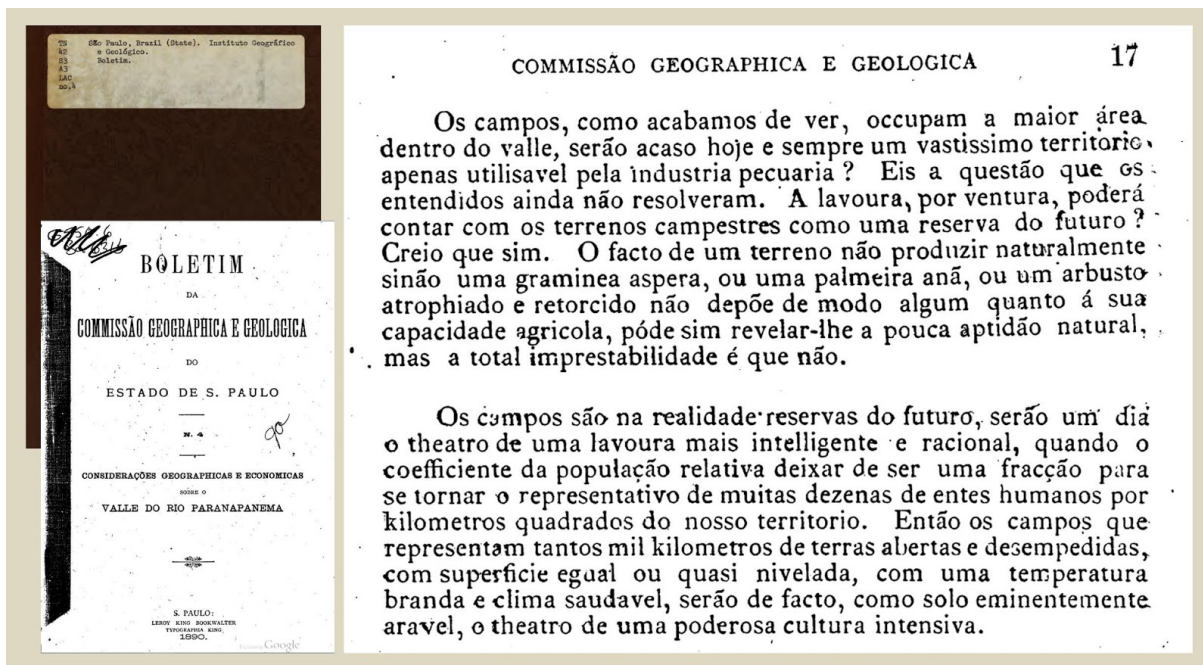 TS São Paulo, Brazil (State). Instituto Geográfico
42 e Geológico.
S3 Boletim.
A3
LAC
no.4
BOLETIM
DA
COMMISSÃO GEOGRAPHICA E GEOLOGICA
DO
ESTADO DE S. PAULO
N. 4
CONSIDERAÇÕES GEOGRAPHICAS E ECONOMICAS
SOBRE O
VALLE DO RIO PARANAPANEMA
S. PAULO:
LEROY KING BOOKWALTER
TYPOGRAPHIA KING
1890.
Google
COMMISSÃO GEOGRAPHICA E GEOLOGICA 17
Os campos, como acabamos de ver, occupam a maior área
dentro do valle, serão acaso hoje e sempre um vastissimo territorio
apenas utilisavel pela industria pecuaria ? Eis a questão que os
entendidos ainda não resolveram. A lavoura, por ventura, poderá
contar com os terrenos campestres como uma reserva do futuro ?
Creio que sim. O facto de um terreno não produzir naturalmente
sinão uma graminea aspera, ou uma palmeira anã, ou um arbusto
atrophiado e retorcido não depõe de modo algum quanto á sua
capacidade agricola, póde sim revelar-lhe a pouca aptidão natural,
mas a total imprestabilidade é que não.
Os campos são na realidade reservas do futuro, serão um dia
o theatro de uma lavoura mais intelligente e racional, quando o
coefficiente da população relativa deixar de ser uma fracção para
se tornar o representativo de muitas dezenas de entes humanos por
kilometros quadrados do nosso territorio. Então os campos que
representam tantos mil kilometros de terras abertas e desempedidas,
com superficie egual ou quasi nivelada, com uma temperatura
branda e clima saudavel, serão de facto, como solo eminentemente
aravel, o theatro de uma poderosa cultura intensiva.